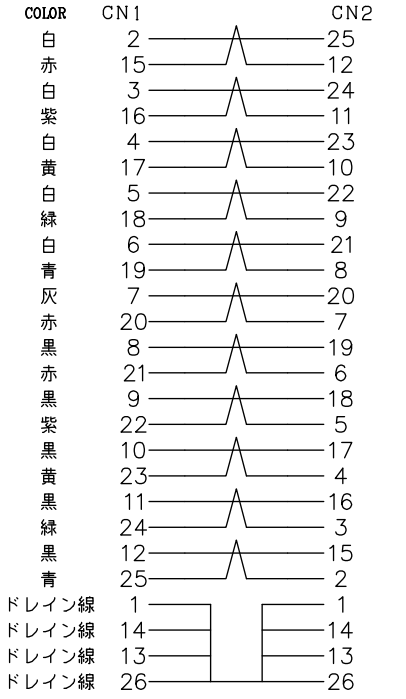 COLOR CN1 CN2
白 2 25
赤 15 12
白 3 24
紫 16 11
白 4 23
黄 17 10
白 5 22
緑 18 9
白 6 21
青 19 8
灰 7 20
赤 20 7
黒 8 19
赤 21 6
黒 9 18
紫 22 5
黒 10 17
黄 23 4
黒 11 16
緑 24 3
黒 12 15
青 25 2
ドレイン線 1 1
ドレイン線 14 14
ドレイン線 13 13
ドレイン線 26 26